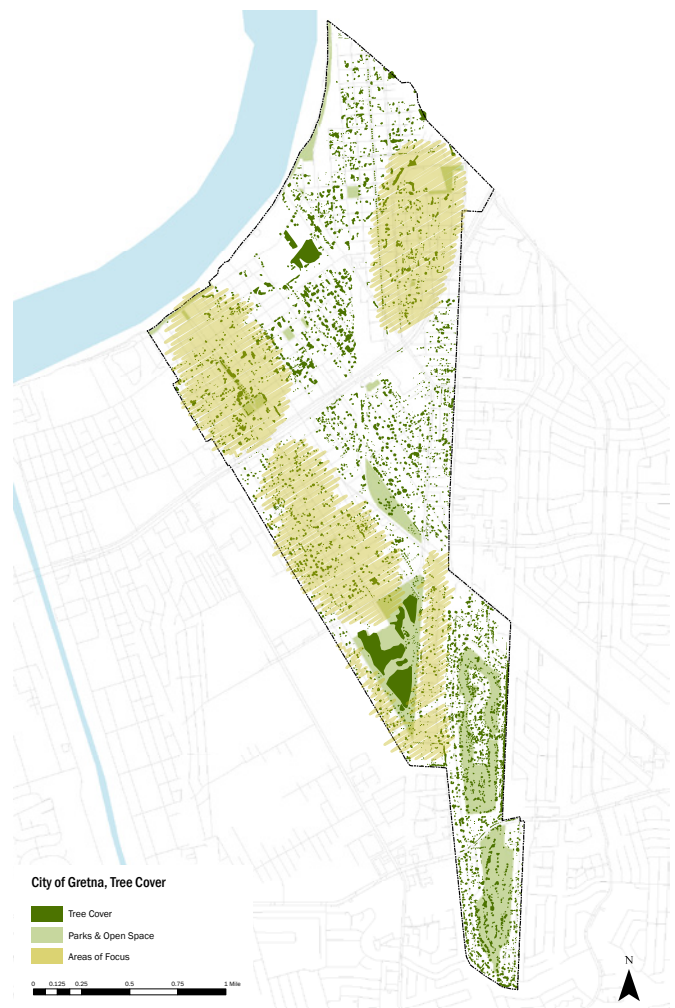 City of Gretna, Tree Cover
Tree Cover
Parks & Open Space
Areas of Focus
0 0.125 0.25 0.5 0.75 1 Mile
N